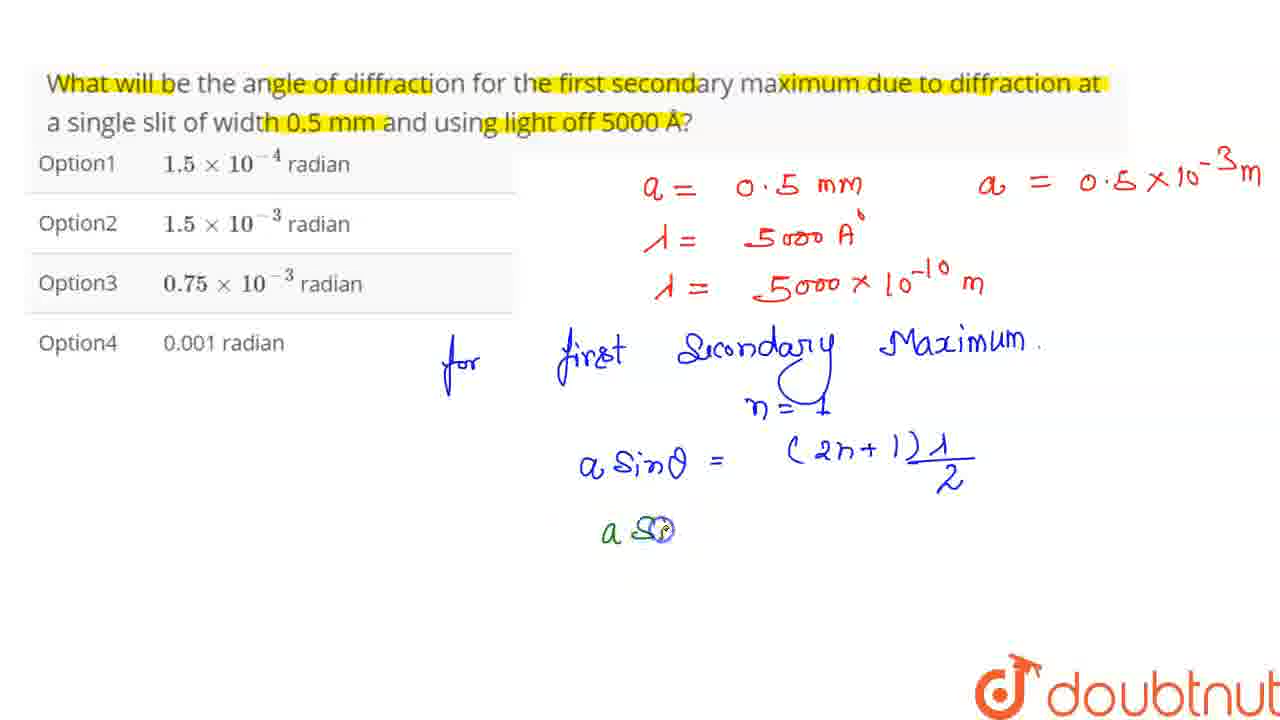 What will be the angle of diffraction for the first secondary maximum due to diffraction at
a single slit of width 0.5 mm and using light off 5000 Å?
Option1 1.5 × 10⁻⁴ radian
Option2 1.5 × 10⁻³ radian
Option3 0.75 × 10⁻³ radian
Option4 0.001 radian
a = 0.5 mm a = 0.5 × 10⁻³ m
λ = 5000 A°
λ = 5000 × 10⁻¹⁰ m
for first Secondary Maximum.
n = 1
a sinθ = (2n+1) λ/2
a Si
doubtnut